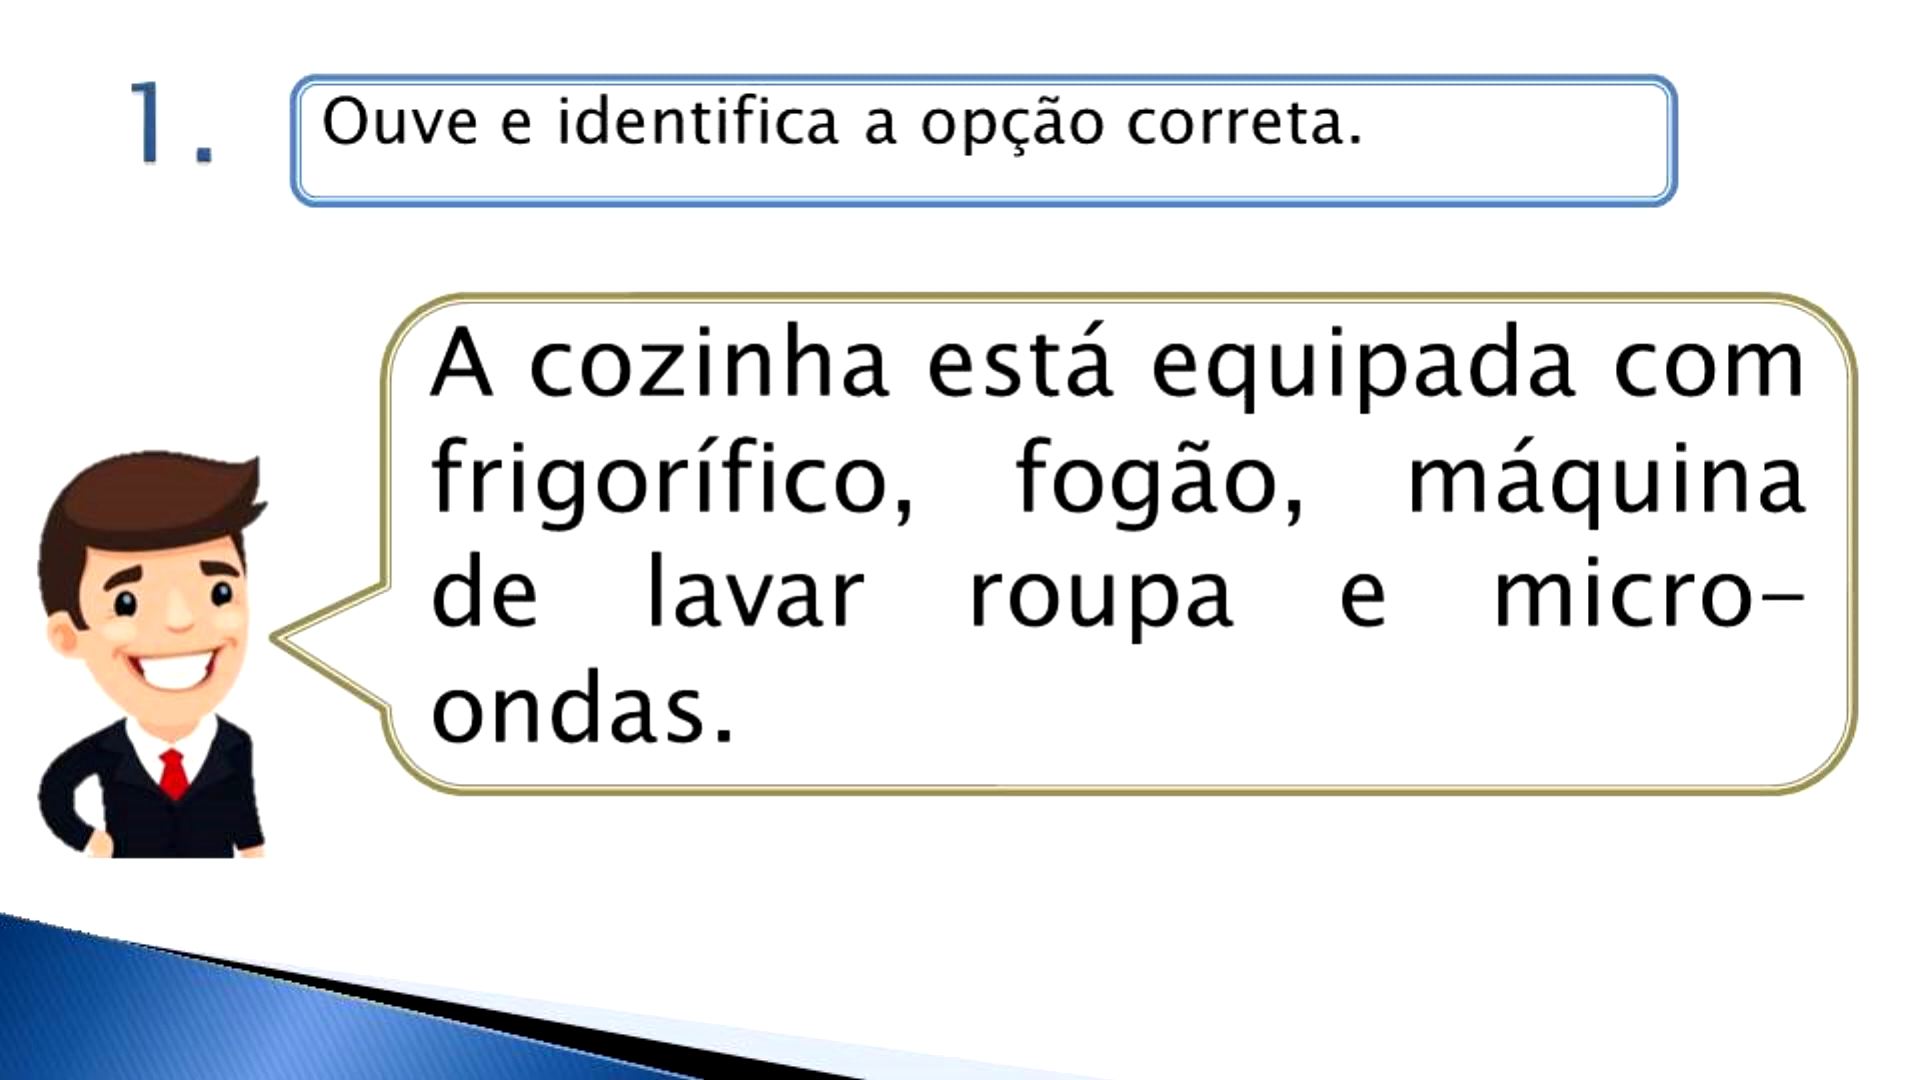 1.
Ouve e identifica a opção correta.
A cozinha está equipada com
frigorífico, fogão, máquina
de lavar roupa e micro-
ondas.